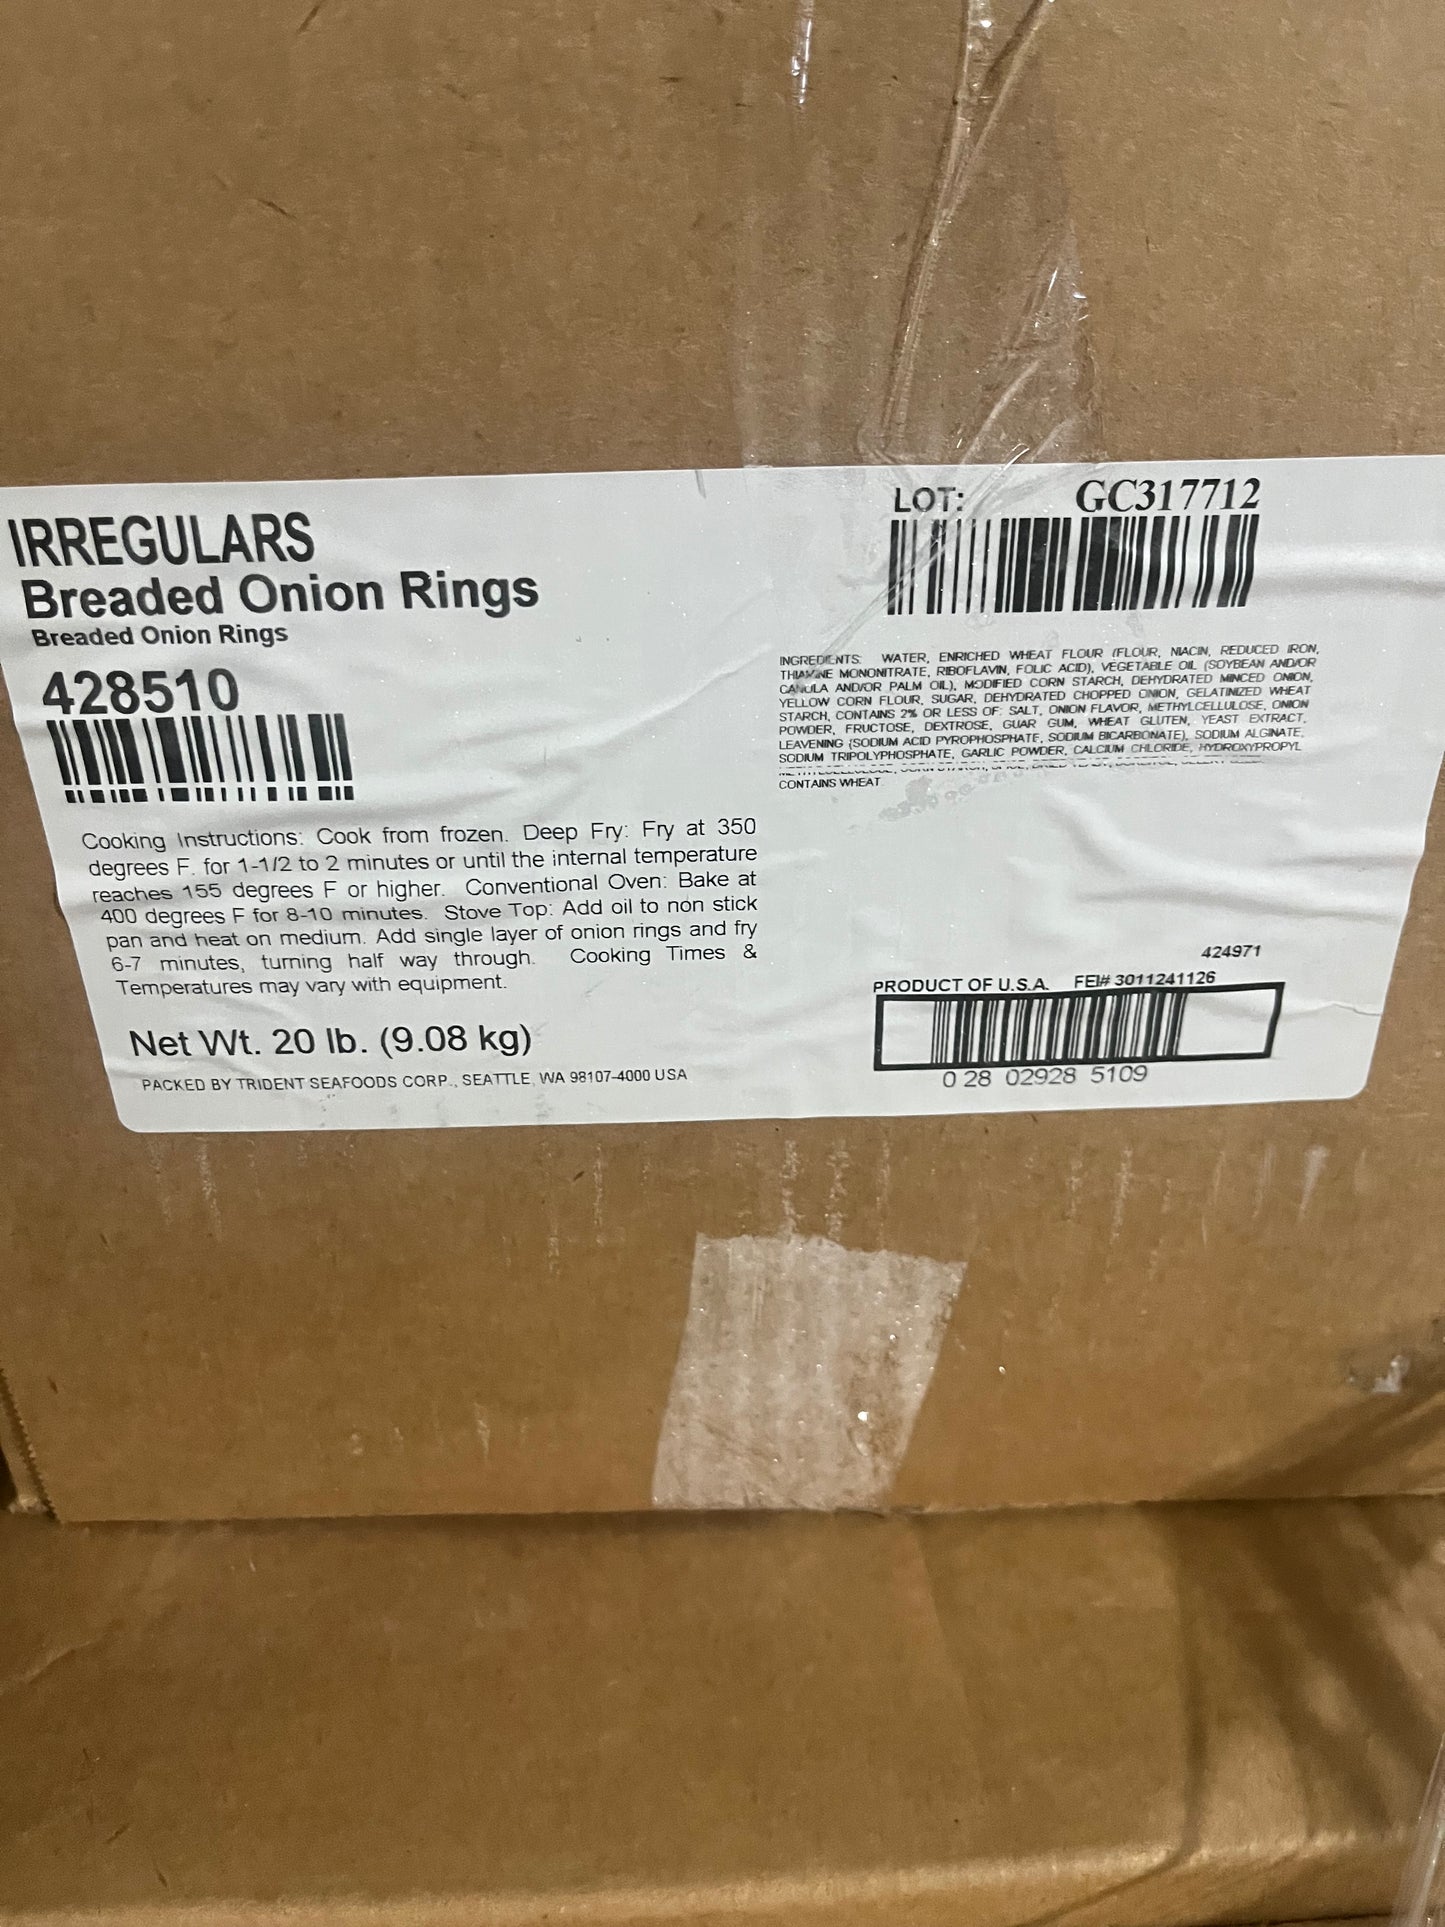 IRREGULARS
Breaded Onion Rings
Breaded Onion Rings
428510
Cooking Instructions: Cook from frozen. Deep Fry: Fry at 350
degrees F. for 1-1/2 to 2 minutes or until the internal temperature
reaches 155 degrees F or higher. Conventional Oven: Bake at
400 degrees F for 8-10 minutes. Stove Top: Add oil to non stick
pan and heat on medium. Add single layer of onion rings and fry
6-7 minutes, turning half way through. Cooking Times &
Temperatures may vary with equipment.
Net Wt. 20 lb. (9.08 kg)
PACKED BY TRIDENT SEAFOODS CORP., SEATTLE, WA 98107-4000 USA
LOT: GC317712
INGREDIENTS: WATER, ENRICHED WHEAT FLOUR (FLOUR, NIACIN, REDUCED IRON,
THIAMINE MONONITRATE, RIBOFLAVIN, FOLIC ACID), VEGETABLE OIL (SOYBEAN AND/OR
CANOLA AND/OR PALM OIL), MODIFIED CORN STARCH, DEHYDRATED MINCED ONION,
YELLOW CORN FLOUR, SUGAR, DEHYDRATED CHOPPED ONION, GELATINIZED WHEAT
STARCH, CONTAINS 2% OR LESS OF: SALT, ONION FLAVOR, METHYLCELLULOSE, ONION
POWDER, FRUCTOSE, DEXTROSE, GUAR GUM, WHEAT GLUTEN, YEAST EXTRACT,
LEAVENING (SODIUM ACID PYROPHOSPHATE, SODIUM BICARBONATE), SODIUM ALGINATE,
SODIUM TRIPOLYPHOSPHATE, GARLIC POWDER, CALCIUM CHLORIDE, HYDROXYPROPYL
CONTAINS WHEAT.
424971
PRODUCT OF U.S.A. FEI# 3011241126
0 28 02928 5109